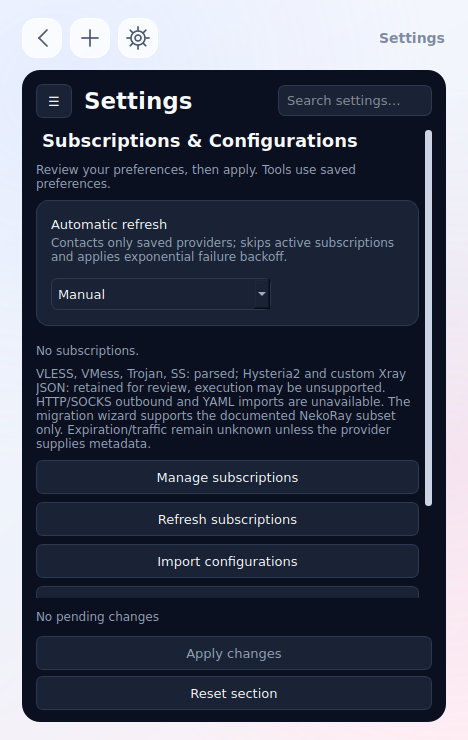 Settings
☰
Settings
Search settings...
Subscriptions & Configurations
Review your preferences, then apply. Tools use saved
preferences.
Automatic refresh
Contacts only saved providers; skips active subscriptions
and applies exponential failure backoff.
Manual
No subscriptions.
VLESS, VMess, Trojan, SS: parsed; Hysteria2 and custom Xray
JSON: retained for review, execution may be unsupported.
HTTP/SOCKS outbound and YAML imports are unavailable. The
migration wizard supports the documented NekoRay subset
only. Expiration/traffic remain unknown unless the provider
supplies metadata.
Manage subscriptions
Refresh subscriptions
Import configurations
No pending changes
Apply changes
Reset section